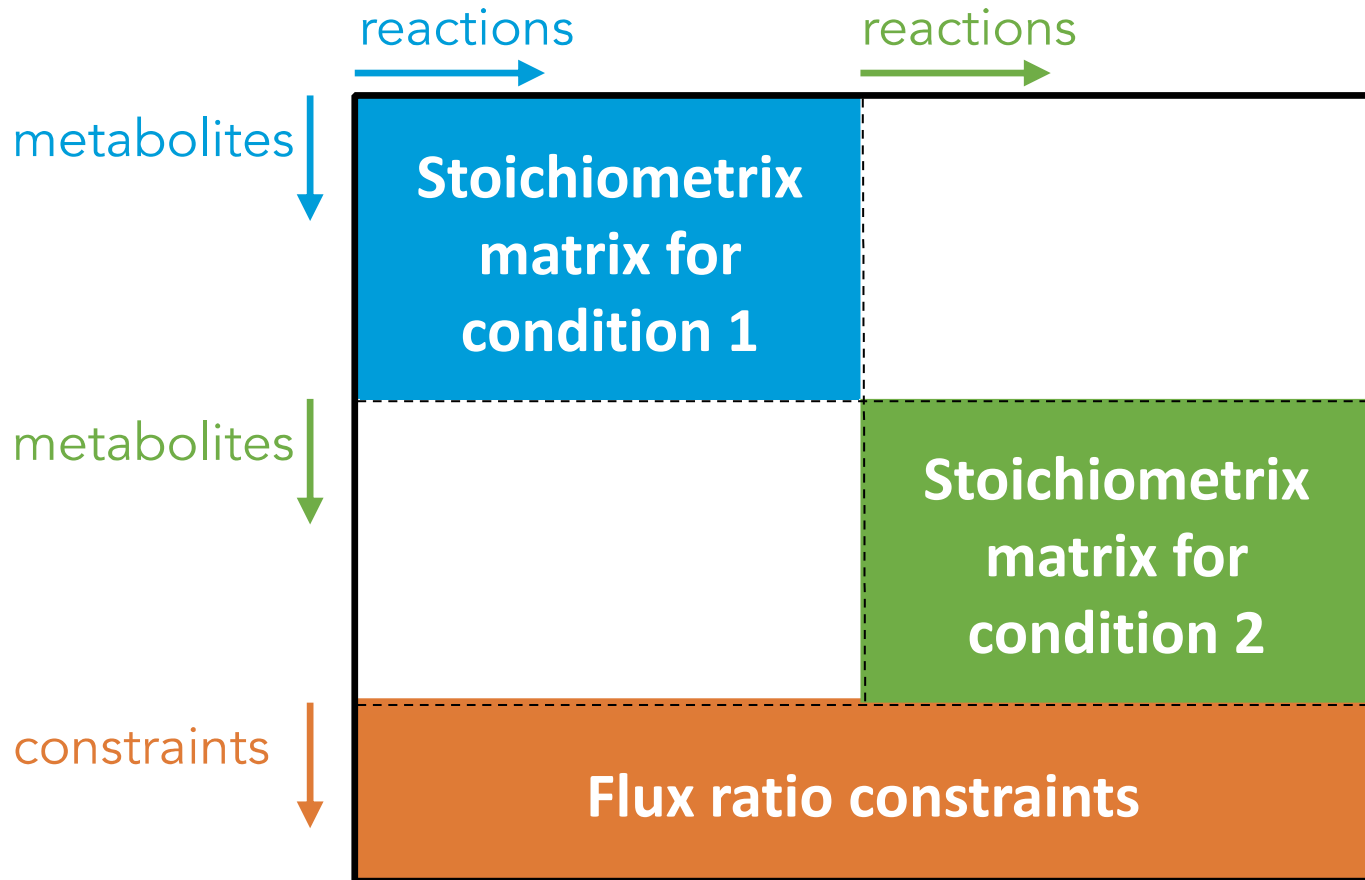 reactions
reactions
metabolites
Stoichiometrix
matrix for
condition 1
metabolites
Stoichiometrix
matrix for
condition 2
constraints
Flux ratio constraints